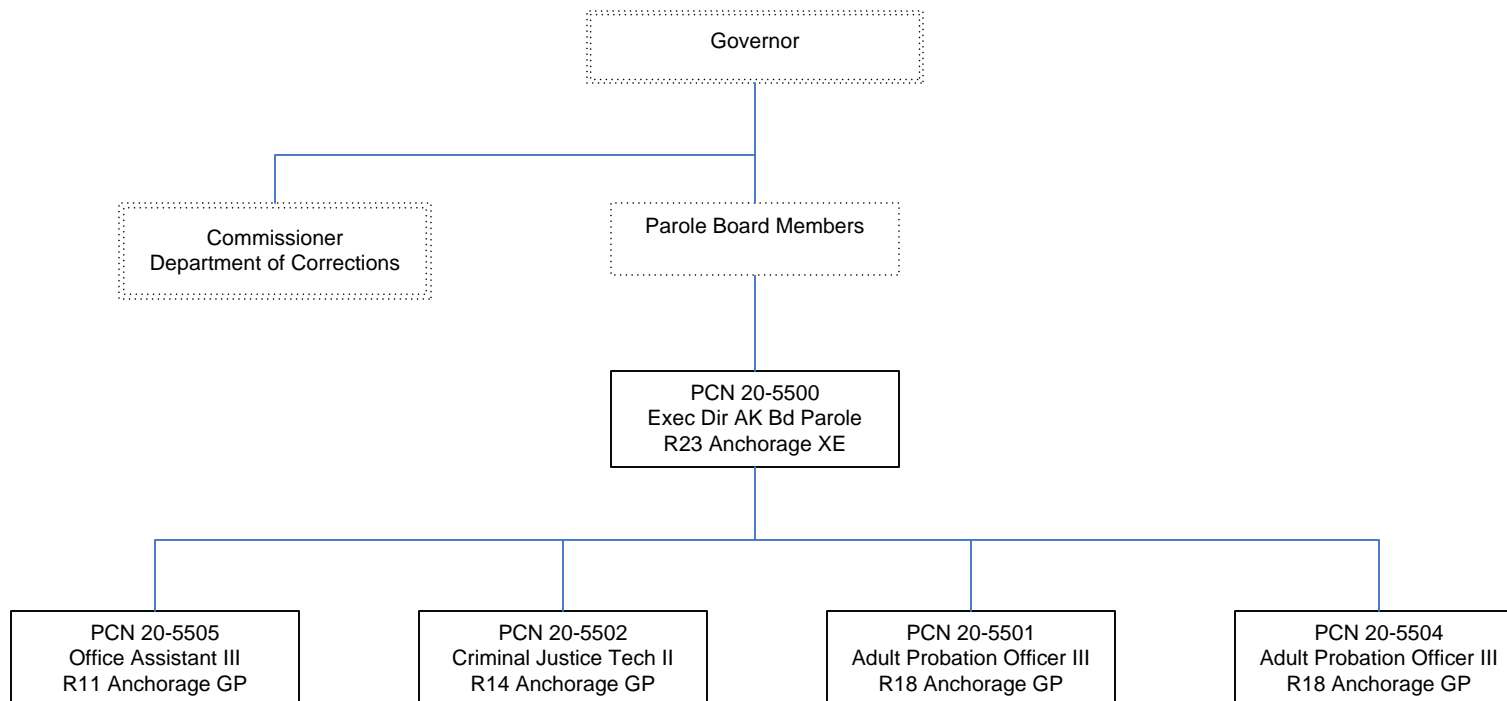 Governor
Commissioner
Department of Corrections
Parole Board Members
PCN 20-5500
Exec Dir AK Bd Parole
R23 Anchorage XE
PCN 20-5505
Office Assistant III
R11 Anchorage GP
PCN 20-5502
Criminal Justice Tech II
R14 Anchorage GP
PCN 20-5501
Adult Probation Officer III
R18 Anchorage GP
PCN 20-5504
Adult Probation Officer III
R18 Anchorage GP